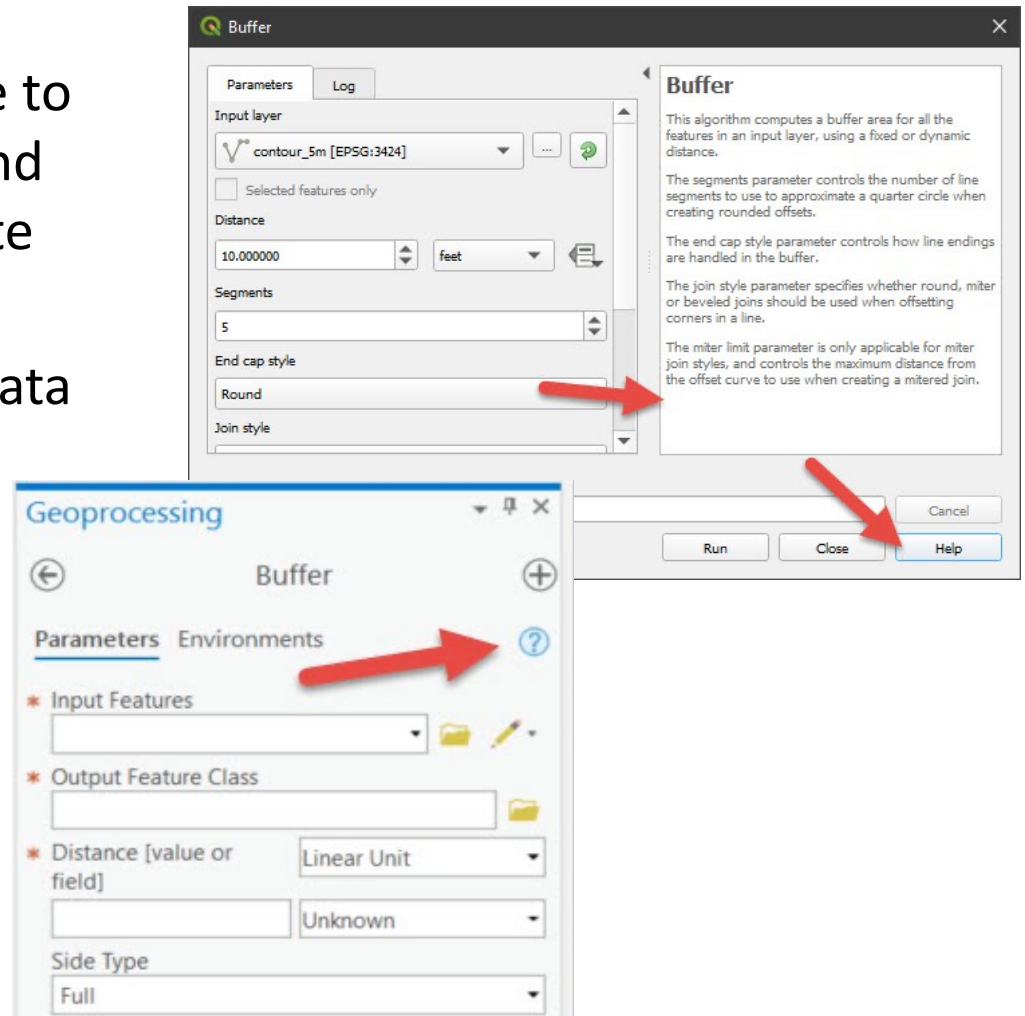 e to
nd
te
ata
Buffer
Parameters
Log
Input layer
contour_5m [EPSG:3424]
...
Selected features only
Distance
10.000000
feet
Segments
5
End cap style
Round
Join style
Buffer
This algorithm computes a buffer area for all the
features in an input layer, using a fixed or dynamic
distance.
The segments parameter controls the number of line
segments to use to approximate a quarter circle when
creating rounded offsets.
The end cap style parameter controls how line endings
are handled in the buffer.
The join style parameter specifies whether round, miter
or beveled joins should be used when offsetting
corners in a line.
The miter limit parameter is only applicable for miter
join styles, and controls the maximum distance from
the offset curve to use when creating a mitered join.
Cancel
Run
Close
Help
Geoprocessing
Buffer
Parameters Environments
?
* Input Features
* Output Feature Class
* Distance [value or
field]
Linear Unit
Unknown
Side Type
Full